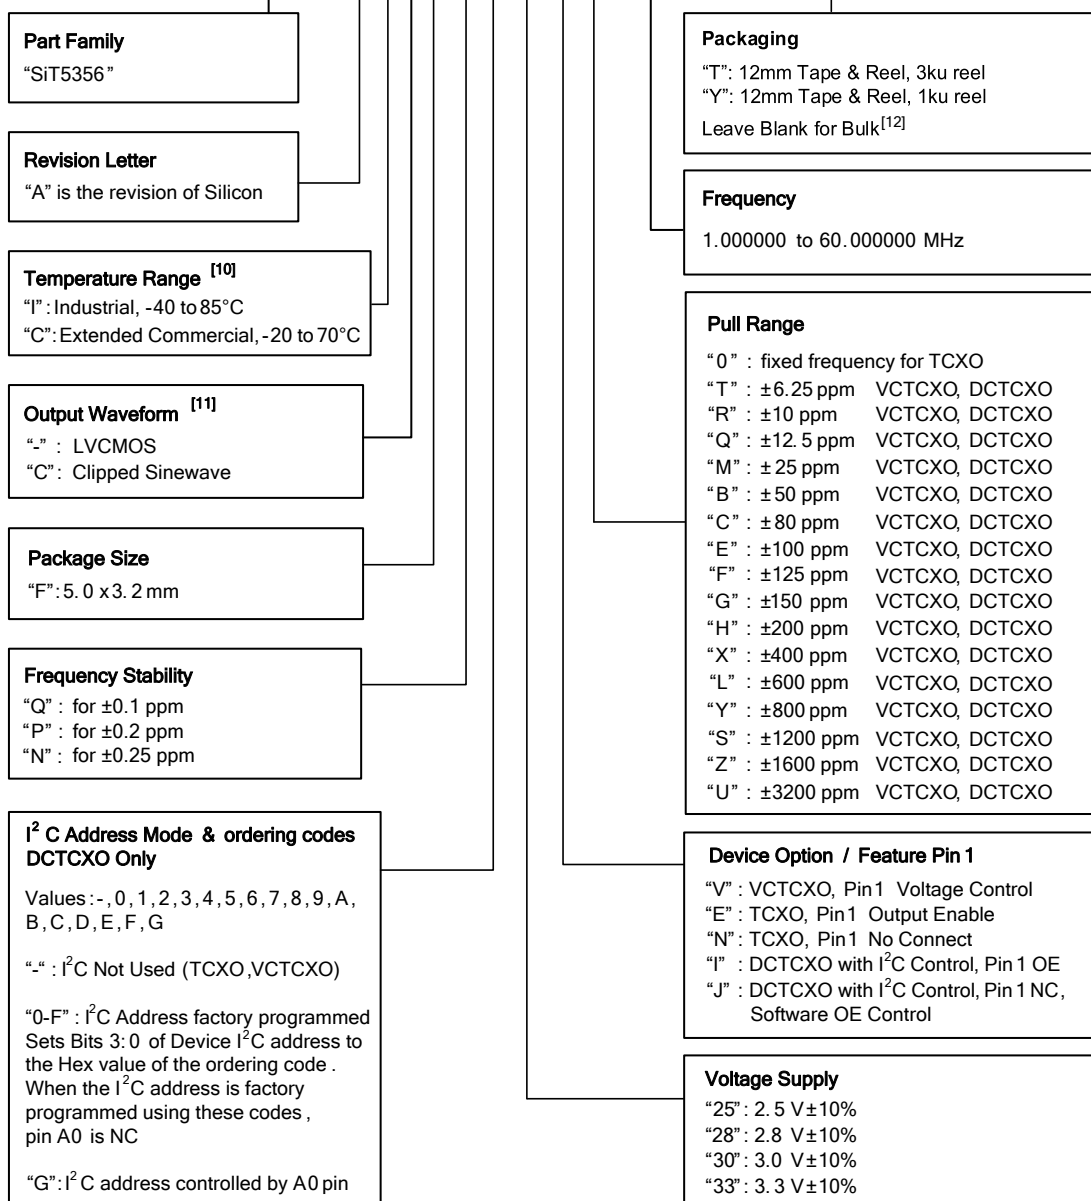 Part Family
“SiT5356”
Revision Letter
“A” is the revision of Silicon
Temperature Range [10]
“I”: Industrial, -40 to 85°C
“C”: Extended Commercial, -20 to 70°C
Output Waveform [11]
“-” : LVCMOS
“C”: Clipped Sinewave
Package Size
“F”: 5.0 x 3.2 mm
Frequency Stability
“Q” : for ±0.1 ppm
“P” : for ±0.2 ppm
“N” : for ±0.25 ppm
I² C Address Mode & ordering codes
DCTCXO Only
Values :-, 0, 1, 2, 3, 4, 5, 6, 7, 8, 9, A,
B, C, D, E, F, G
“-“ : I²C Not Used (TCXO, VCTCXO)
“0-F” : I²C Address factory programmed
Sets Bits 3:0 of Device I²C address to
the Hex value of the ordering code .
When the I²C address is factory
programmed using these codes ,
pin A0 is NC
“G”: I²C address controlled by A0 pin
Packaging
“T”: 12mm Tape & Reel, 3ku reel
“Y”: 12mm Tape & Reel, 1ku reel
Leave Blank for Bulk[12]
Frequency
1.000000 to 60.000000 MHz
Pull Range
“0” : fixed frequency for TCXO
“T” : ±6.25 ppm VCTCXO, DCTCXO
“R” : ±10 ppm VCTCXO, DCTCXO
“Q” : ±12.5 ppm VCTCXO, DCTCXO
“M” : ±25 ppm VCTCXO, DCTCXO
“B” : ±50 ppm VCTCXO, DCTCXO
“C” : ±80 ppm VCTCXO, DCTCXO
“E” : ±100 ppm VCTCXO, DCTCXO
“F” : ±125 ppm VCTCXO, DCTCXO
“G” : ±150 ppm VCTCXO, DCTCXO
“H” : ±200 ppm VCTCXO, DCTCXO
“X” : ±400 ppm VCTCXO, DCTCXO
“L” : ±600 ppm VCTCXO, DCTCXO
“Y” : ±800 ppm VCTCXO, DCTCXO
“S” : ±1200 ppm VCTCXO, DCTCXO
“Z” : ±1600 ppm VCTCXO, DCTCXO
“U” : ±3200 ppm VCTCXO, DCTCXO
Device Option / Feature Pin 1
“V” : VCTCXO, Pin1 Voltage Control
“E” : TCXO, Pin1 Output Enable
“N” : TCXO, Pin1 No Connect
“I” : DCTCXO with I²C Control, Pin 1 OE
“J” : DCTCXO with I²C Control, Pin 1 NC,
Software OE Control
Voltage Supply
“25”: 2.5 V±10%
“28”: 2.8 V±10%
“30”: 3.0 V±10%
“33”: 3.3 V±10%